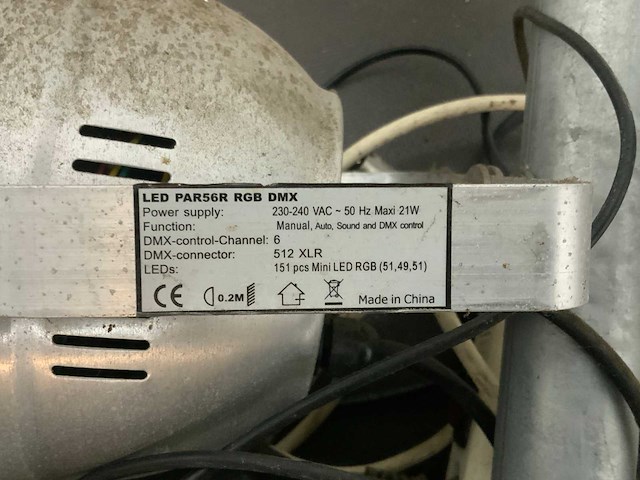 LED PAR56R RGB DMX
Power supply: 230-240 VAC ~ 50 Hz Maxi 21W
Function: Manual, Auto, Sound and DMX control
DMX-control-Channel: 6
DMX-connector: 512 XLR
LEDs: 151 pcs Mini LED RGB (51,49,51)
CE 0.2M F Made in China